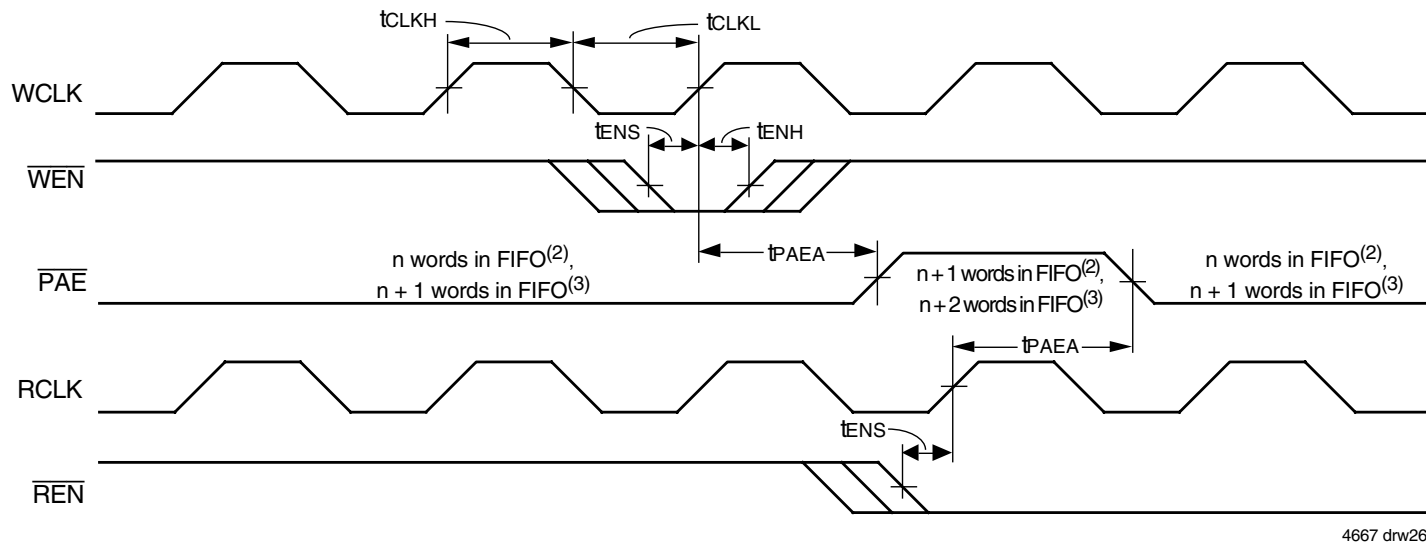 tCLKH
tCLKL
WCLK
tENS
tENH
WEN
tPAEA
n words in FIFO(2),
n + 1 words in FIFO(3)
PAE
n + 1 words in FIFO(2),
n + 2 words in FIFO(3)
n words in FIFO(2),
n + 1 words in FIFO(3)
tPAEA
RCLK
tENS
REN
4667 drw26